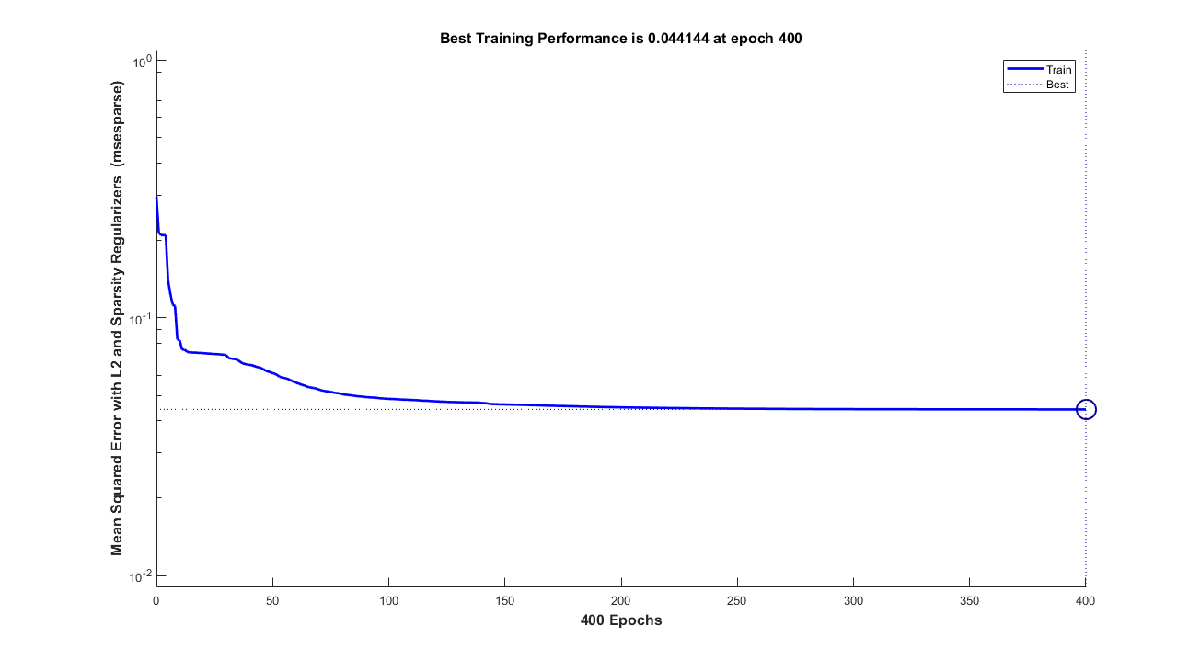 Best Training Performance is 0.044144 at epoch 400
Mean Squared Error with L2 and Sparsity Regularizers (msesparse)
10^0
10^-1
10^-2
Train
Best
0 50 100 150 200 250 300 350 400
400 Epochs